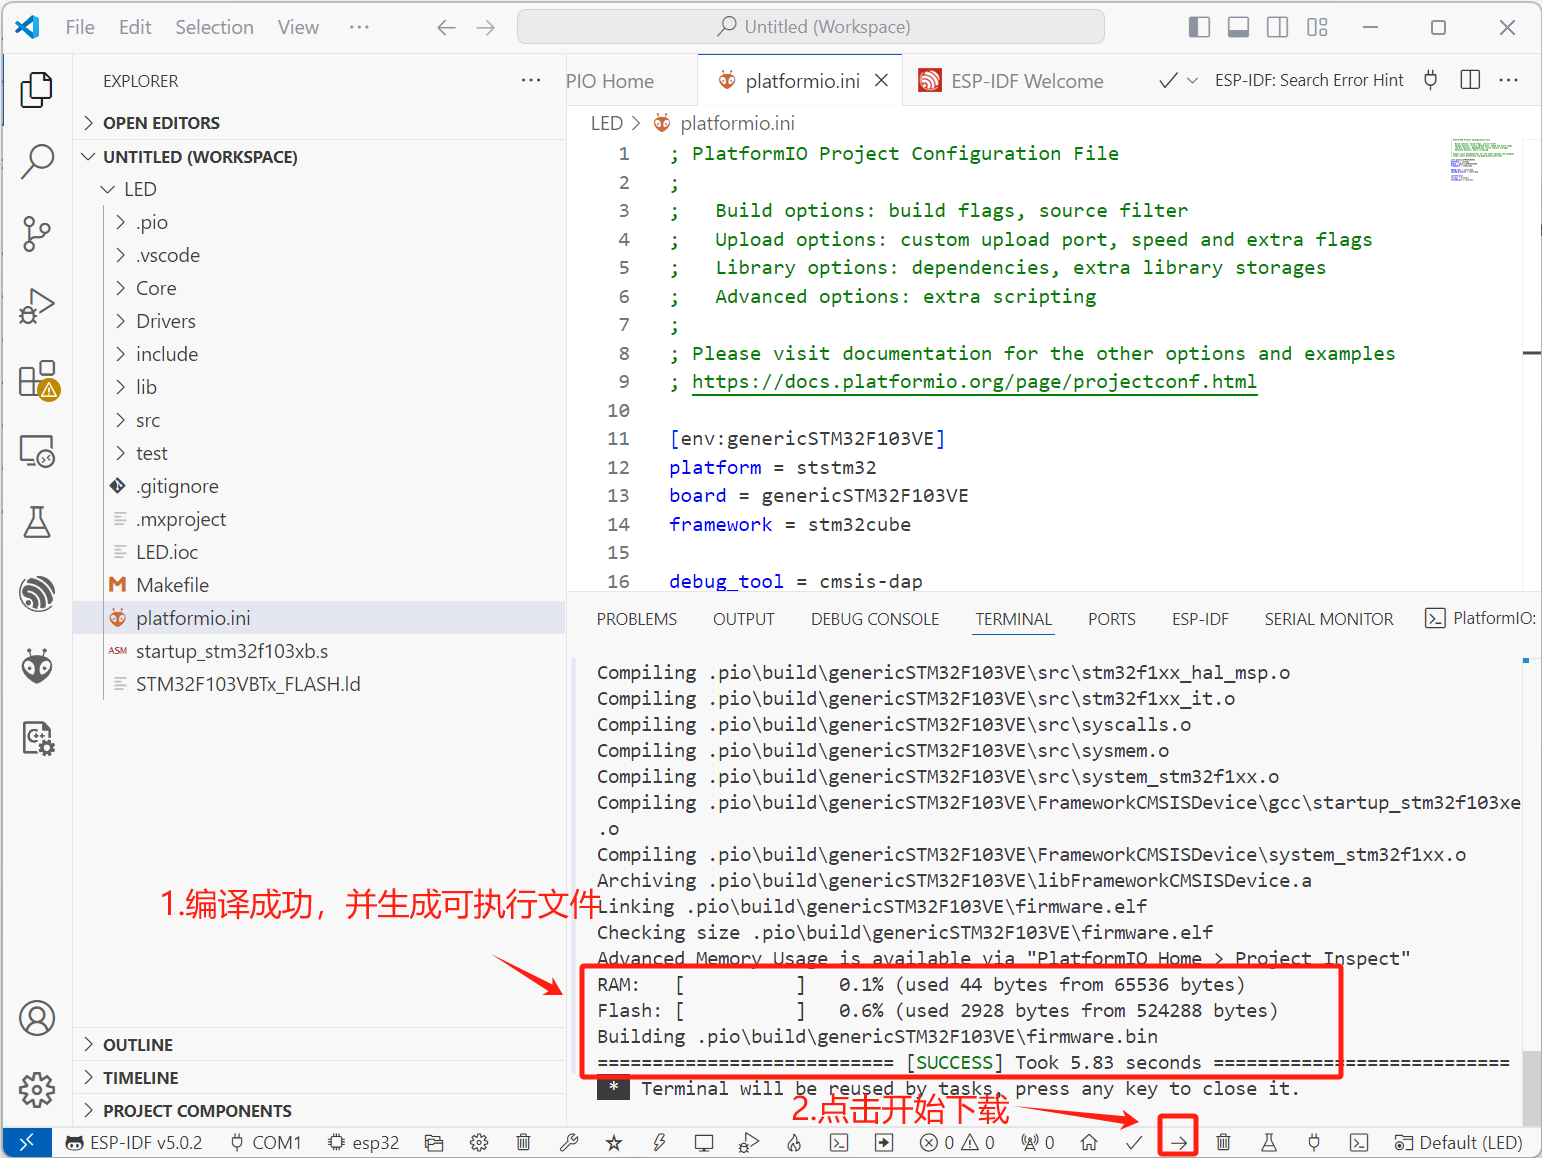 File Edit Selection View ··· Untitled (Workspace)
EXPLORER ···
OPEN EDITORS
UNTITLED (WORKSPACE)
LED
.pio
.vscode
Core
Drivers
include
lib
src
test
.gitignore
.mxproject
LED.ioc
Makefile
platformio.ini
ASM startup_stm32f103xb.s
STM32F103VBTx_FLASH.ld
OUTLINE
TIMELINE
PROJECT COMPONENTS
PIO Home platformio.ini ESP-IDF Welcome ESP-IDF: Search Error Hint ···
LED > platformio.ini
1 ; PlatformIO Project Configuration File
2 ;
3 ;   Build options: build flags, source filter
4 ;   Upload options: custom upload port, speed and extra flags
5 ;   Library options: dependencies, extra library storages
6 ;   Advanced options: extra scripting
7 ;
8 ; Please visit documentation for the other options and examples
9 ; https://docs.platformio.org/page/projectconf.html
10
11 [env:genericSTM32F103VE]
12 platform = ststm32
13 board = genericSTM32F103VE
14 framework = stm32cube
15
16 debug_tool = cmsis-dap
PROBLEMS OUTPUT DEBUG CONSOLE TERMINAL PORTS ESP-IDF SERIAL MONITOR PlatformIO:
Compiling .pio\build\genericSTM32F103VE\src\stm32f1xx_hal_msp.o
Compiling .pio\build\genericSTM32F103VE\src\stm32f1xx_it.o
Compiling .pio\build\genericSTM32F103VE\src\syscalls.o
Compiling .pio\build\genericSTM32F103VE\src\sysmem.o
Compiling .pio\build\genericSTM32F103VE\src\system_stm32f1xx.o
Compiling .pio\build\genericSTM32F103VE\FrameworkCMSISDevice\gcc\startup_stm32f103xe
.o
Compiling .pio\build\genericSTM32F103VE\FrameworkCMSISDevice\system_stm32f1xx.o
Archiving .pio\build\genericSTM32F103VE\libFrameworkCMSISDevice.a
Linking .pio\build\genericSTM32F103VE\firmware.elf
Checking size .pio\build\genericSTM32F103VE\firmware.elf
Advanced Memory Usage is available via "PlatformIO Home > Project Inspect"
RAM:   [          ]   0.1% (used 44 bytes from 65536 bytes)
Flash: [          ]   0.6% (used 2928 bytes from 524288 bytes)
Building .pio\build\genericSTM32F103VE\firmware.bin
=========================== [SUCCESS] Took 5.83 seconds ===========================
* Terminal will be reused by tasks, press any key to close it.
1.编译成功，并生成可执行文件
2.点击开始下载
ESP-IDF v5.0.2 COM1 esp32 0 0 0 Default (LED)